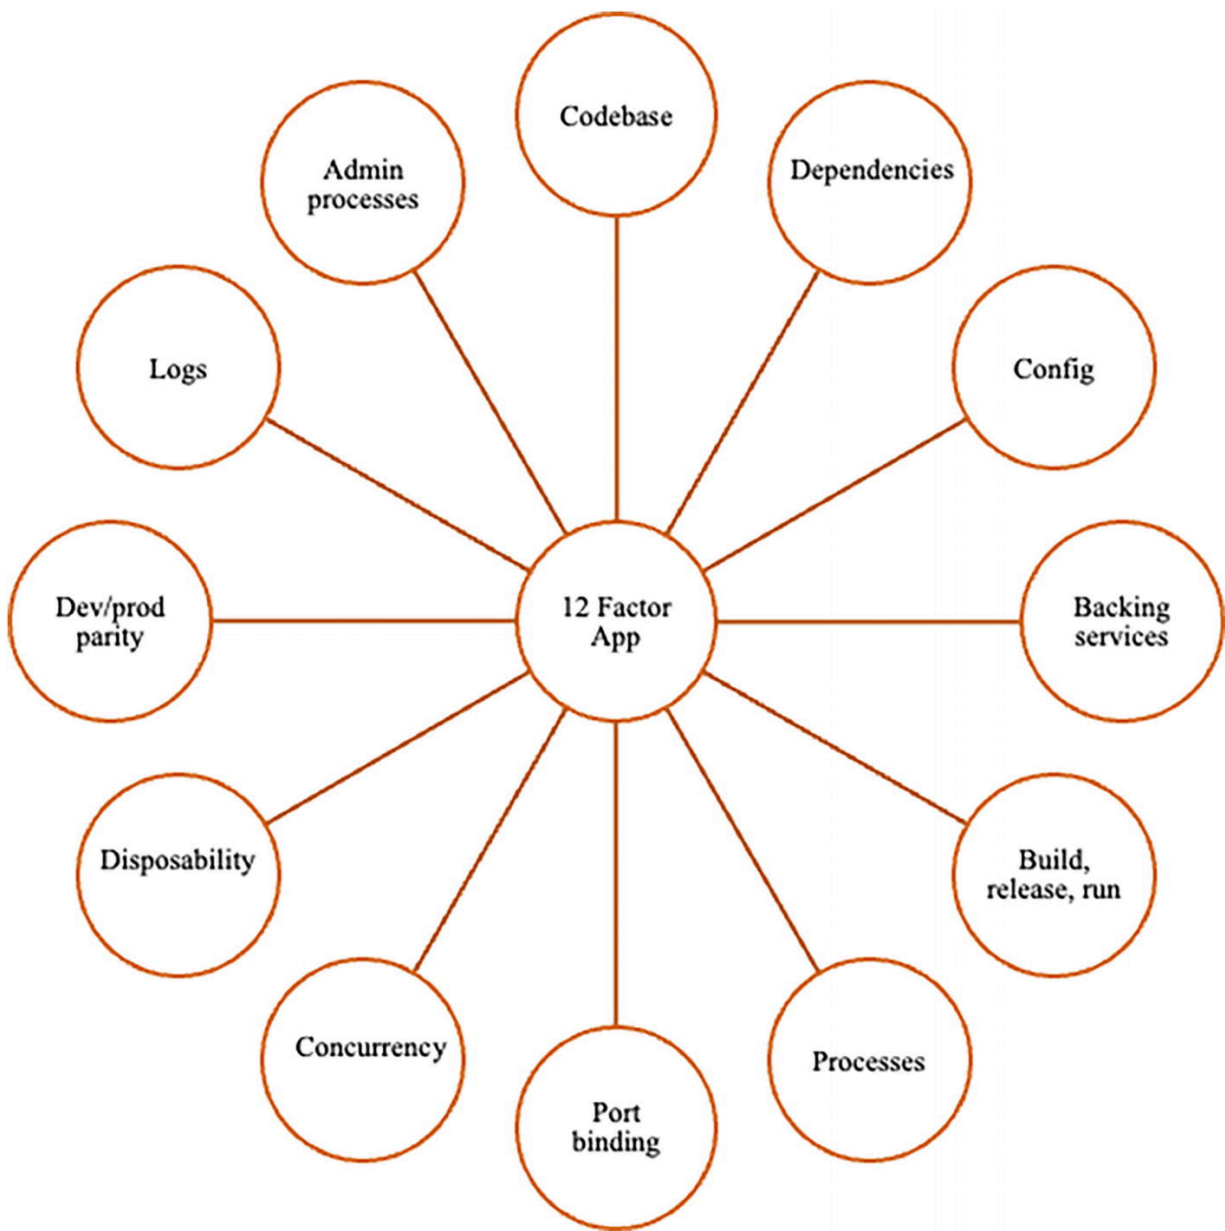 Codebase
Dependencies
Config
Backing
services
Build,
release, run
Processes
Port
binding
Concurrency
Disposability
Dev/prod
parity
Logs
Admin
processes
12 Factor
App